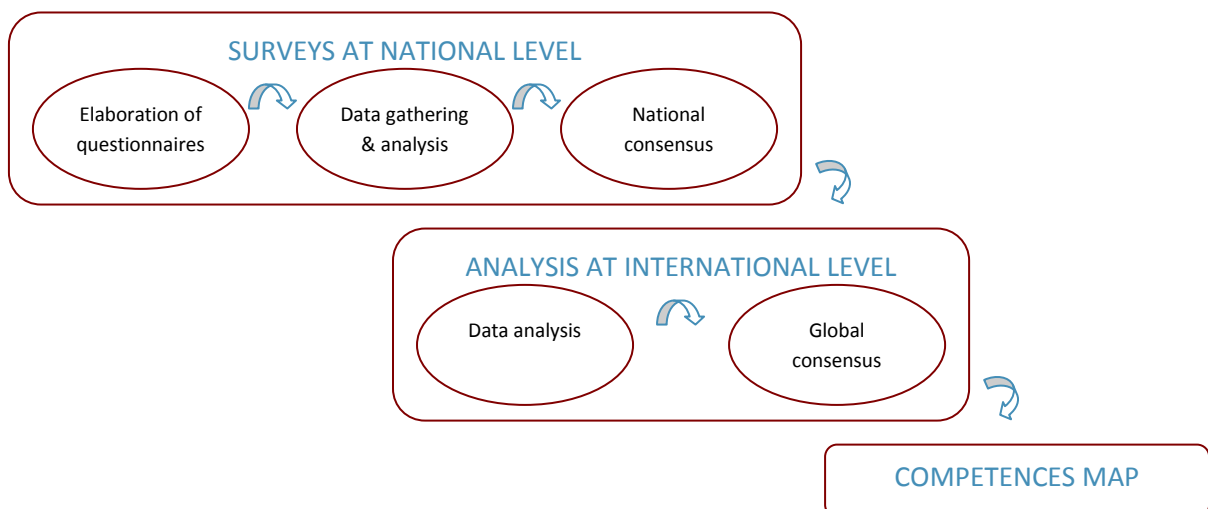 SURVEYS AT NATIONAL LEVEL
Elaboration of
questionnaires
Data gathering
& analysis
National
consensus
ANALYSIS AT INTERNATIONAL LEVEL
Data analysis
Global
consensus
COMPETENCES MAP